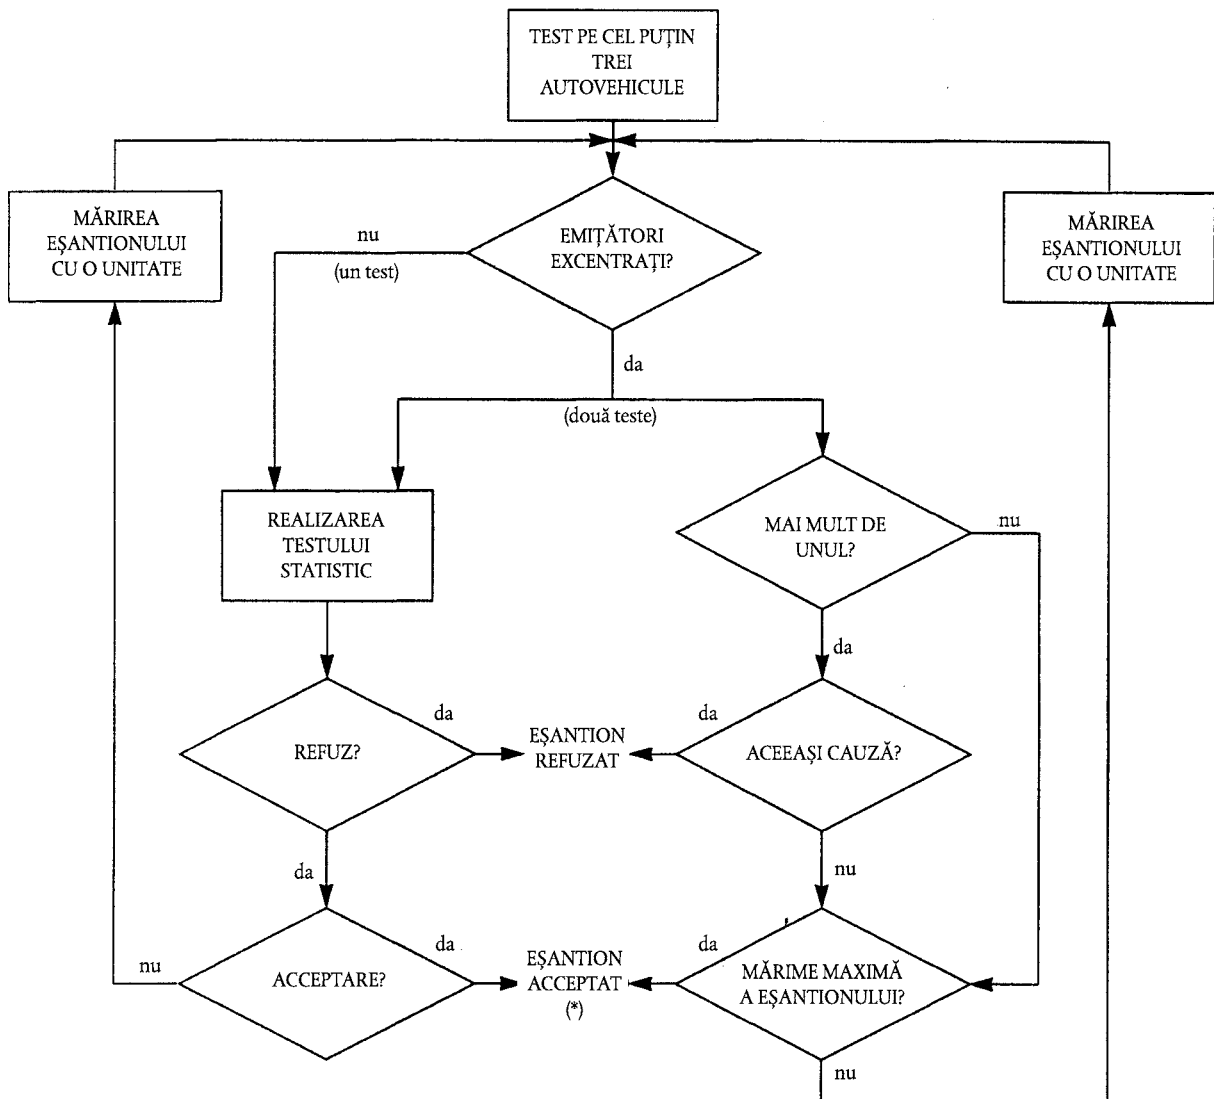 TEST PE CEL PUȚIN
TREI
AUTOVEHICULE
MĂRIREA
EȘANTIONULUI
CU O UNITATE
nu
(un test)
EMIȚĂTORI
EXCENTRAȚI?
MĂRIREA
EȘANTIONULUI
CU O UNITATE
da
(două teste)
REALIZAREA
TESTULUI
STATISTIC
MAI MULT DE
UNUL?
nu
da
REFUZ?
da
EȘANTION
REFUZAT
da
ACEEAȘI CAUZĂ?
da
nu
nu
ACCEPTARE?
da
EȘANTION
ACCEPTAT
(*)
da
MĂRIME MAXIMĂ
A EȘANTIONULUI?
nu